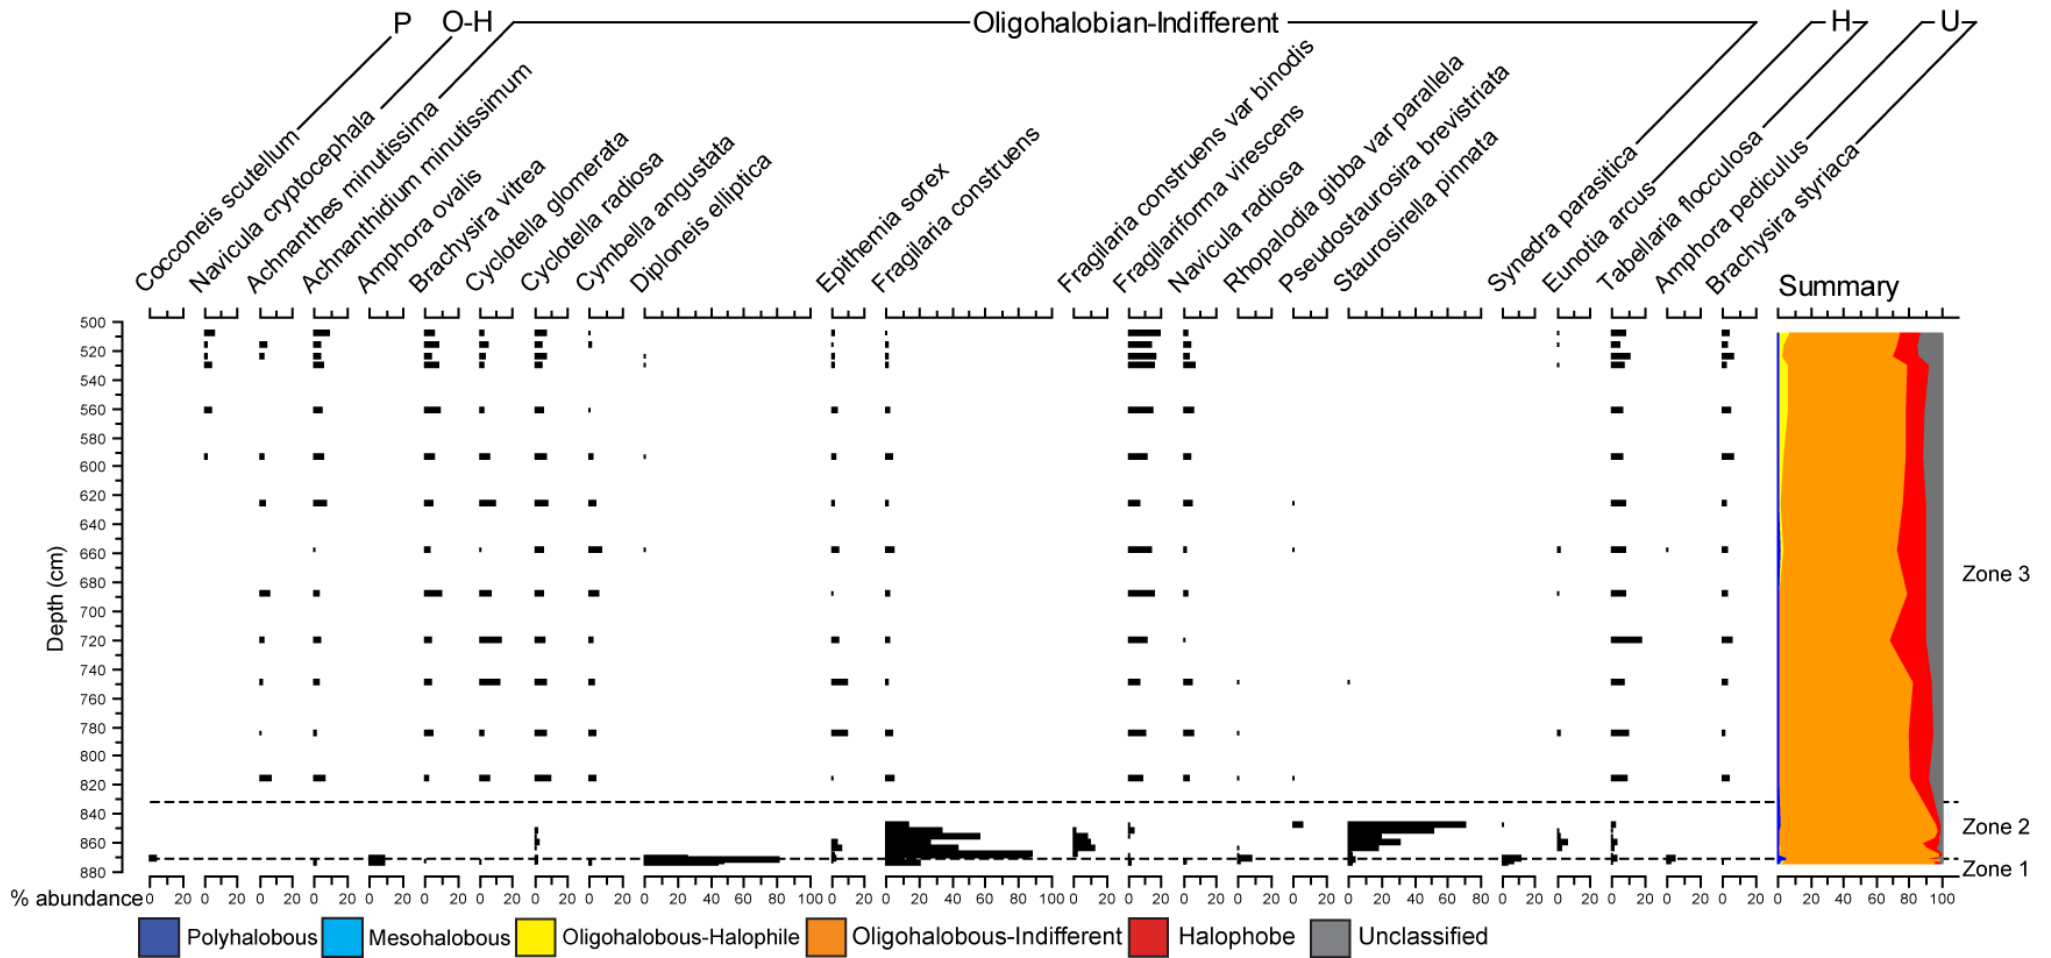 P O-H Oligohalobian-Indifferent H U
Cocconeis scutellum
Navicula cryptocephala
Achnanthes minutissima
Achnanthidium minutissimum
Amphora ovalis
Brachysira vitrea
Cyclotella glomerata
Cyclotella radiosa
Cymbella angustata
Diploneis elliptica
Epithemia sorex
Fragilaria construens
Fragilaria construens var binodis
Fragilariforma virescens
Navicula radiosa
Rhopalodia gibba var parallela
Pseudostaurosira brevistriata
Staurosirella pinnata
Synedra parasitica
Eunotia arcus
Tabellaria flocculosa
Amphora pediculus
Brachysira styriaca
Summary
Depth (cm)
500
520
540
560
580
600
620
640
660
680
700
720
740
760
780
800
820
840
860
880
Zone 3
Zone 2
Zone 1
% abundance 0 20 0 20 0 20 0 20 0 20 0 20 0 20 0 20 0 20 0 20 40 60 80 100 0 20 0 20 40 60 80 100 0 20 0 20 0 20 0 20 0 20 0 20 40 60 80 0 20 0 20 0 20 0 20 0 20 0 20 40 60 80 100
Polyhalobous Mesohalobous Oligohalobous-Halophile Oligohalobous-Indifferent Halophobe Unclassified